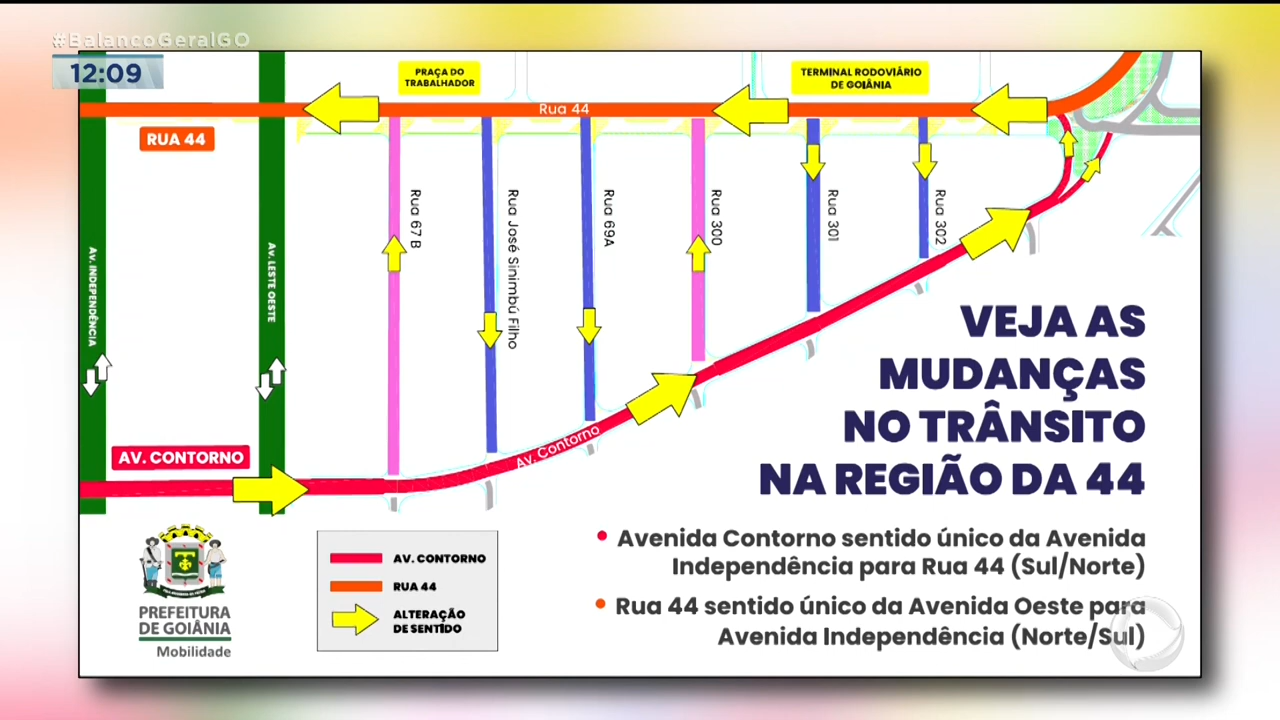 #BalancoGeralGO
12:09
PRAÇA DO
TRABALHADOR
TERMINAL RODOVIÁRIO
DE GOIÂNIA
Rua 44
RUA 44
Rua 67 B
Rua José Sinimbú Filho
Rua 69A
Rua 300
Rua 301
Rua 302
Av. INDEPENDÊNCIA
Av. LESTE OESTE
AV. CONTORNO
Av. Contorno
VEJA AS
MUDANÇAS
NO TRÂNSITO
NA REGIÃO DA 44
• Avenida Contorno sentido único da Avenida
Independência para Rua 44 (Sul/Norte)
• Rua 44 sentido único da Avenida Oeste para
Avenida Independência (Norte/Sul)
AV. CONTORNO
RUA 44
ALTERAÇÃO
DE SENTIDO
PREFEITURA
DE GOIÂNIA
Mobilidade